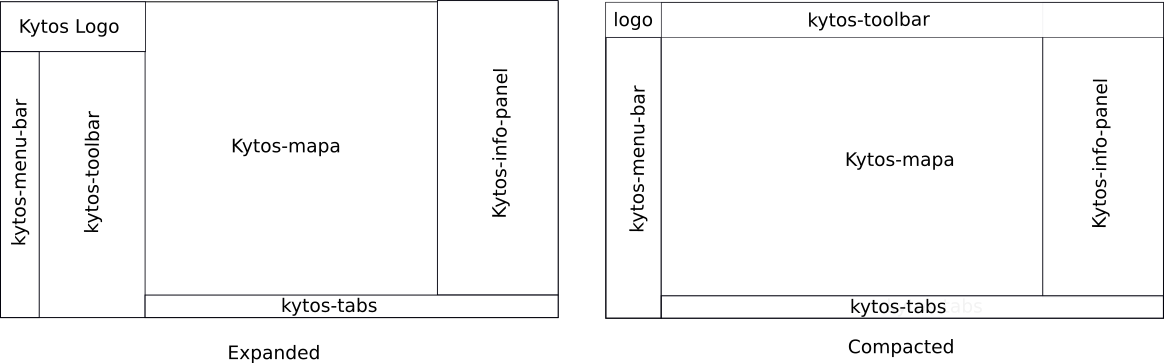 Kytos Logo
kytos-menu-bar
kytos-toolbar
Kytos-mapa
Kytos-info-panel
kytos-tabs
Expanded
logo
kytos-toolbar
kytos-menu-bar
Kytos-mapa
Kytos-info-panel
kytos-tabs
Compacted